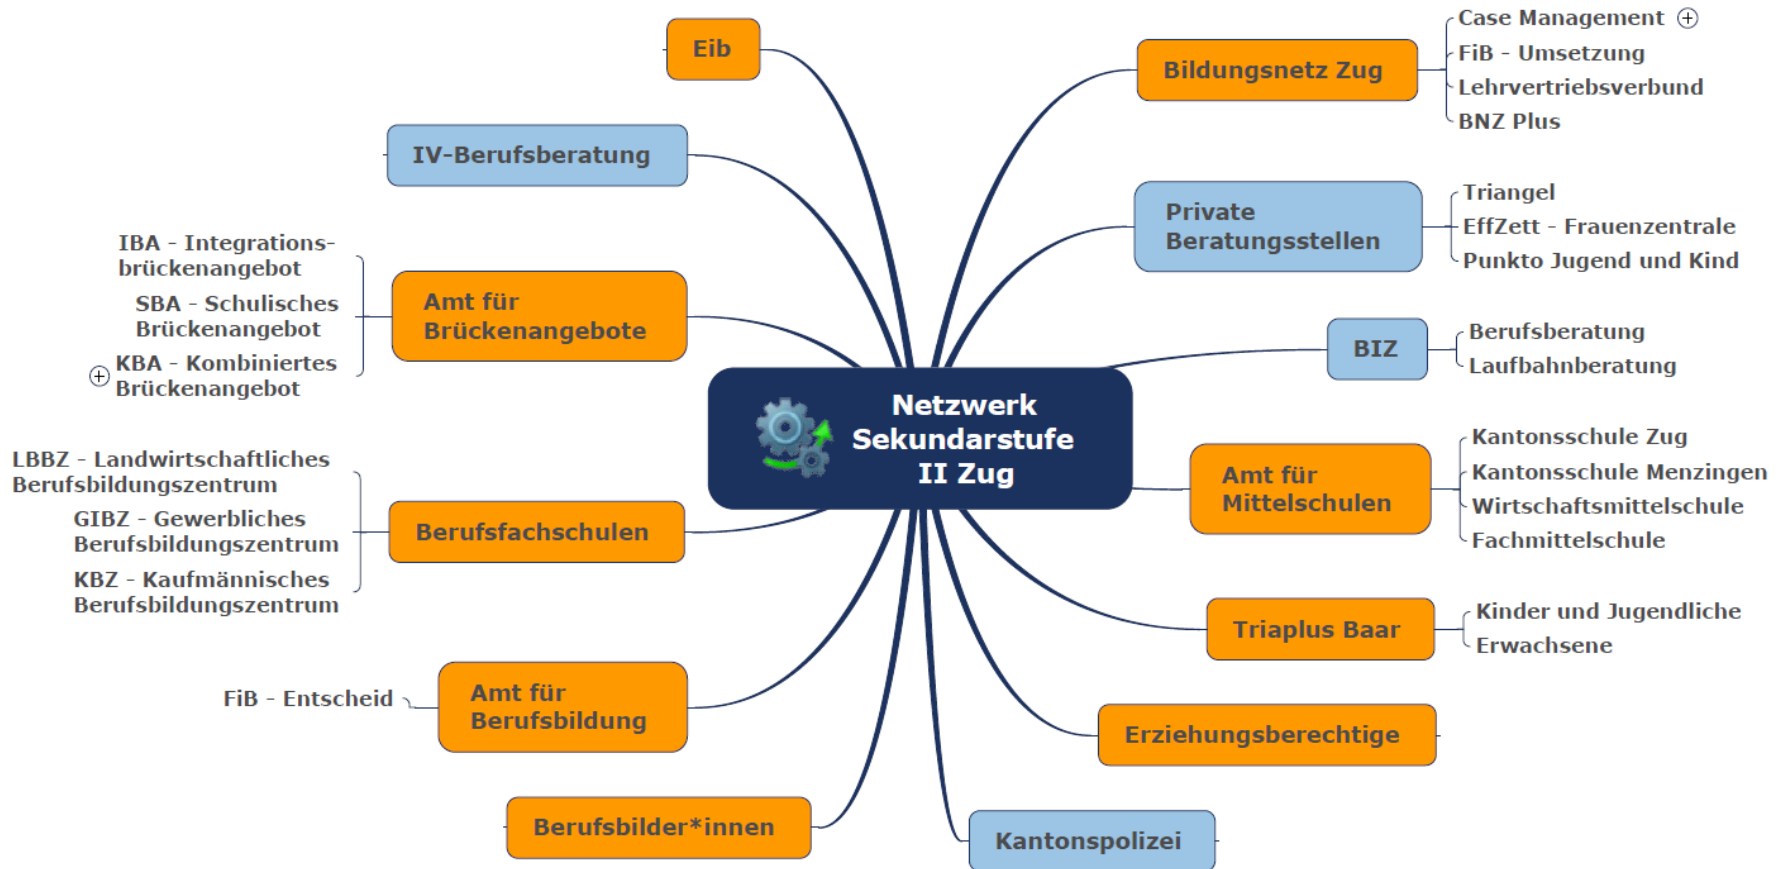 Netzwerk
Sekundarstufe
II Zug
Eib
IV-Berufsberatung
Amt für
Brückenangebote
IBA - Integrations-
brückenangebot
SBA - Schulisches
Brückenangebot
KBA - Kombiniertes
Brückenangebot
Berufsfachschulen
LBBZ - Landwirtschaftliches
Berufsbildungszentrum
GIBZ - Gewerbliches
Berufsbildungszentrum
KBZ - Kaufmännisches
Berufsbildungszentrum
Amt für
Berufsbildung
FiB - Entscheid
Berufsbilder*innen
Bildungsnetz Zug
Case Management
FiB - Umsetzung
Lehrvertriebsverbund
BNZ Plus
Private
Beratungsstellen
Triangel
EffZett - Frauenzentrale
Punkto Jugend und Kind
BIZ
Berufsberatung
Laufbahnberatung
Amt für
Mittelschulen
Kantonsschule Zug
Kantonsschule Menzingen
Wirtschaftsmittelschule
Fachmittelschule
Triaplus Baar
Kinder und Jugendliche
Erwachsene
Erziehungsberechtige
Kantonspolizei